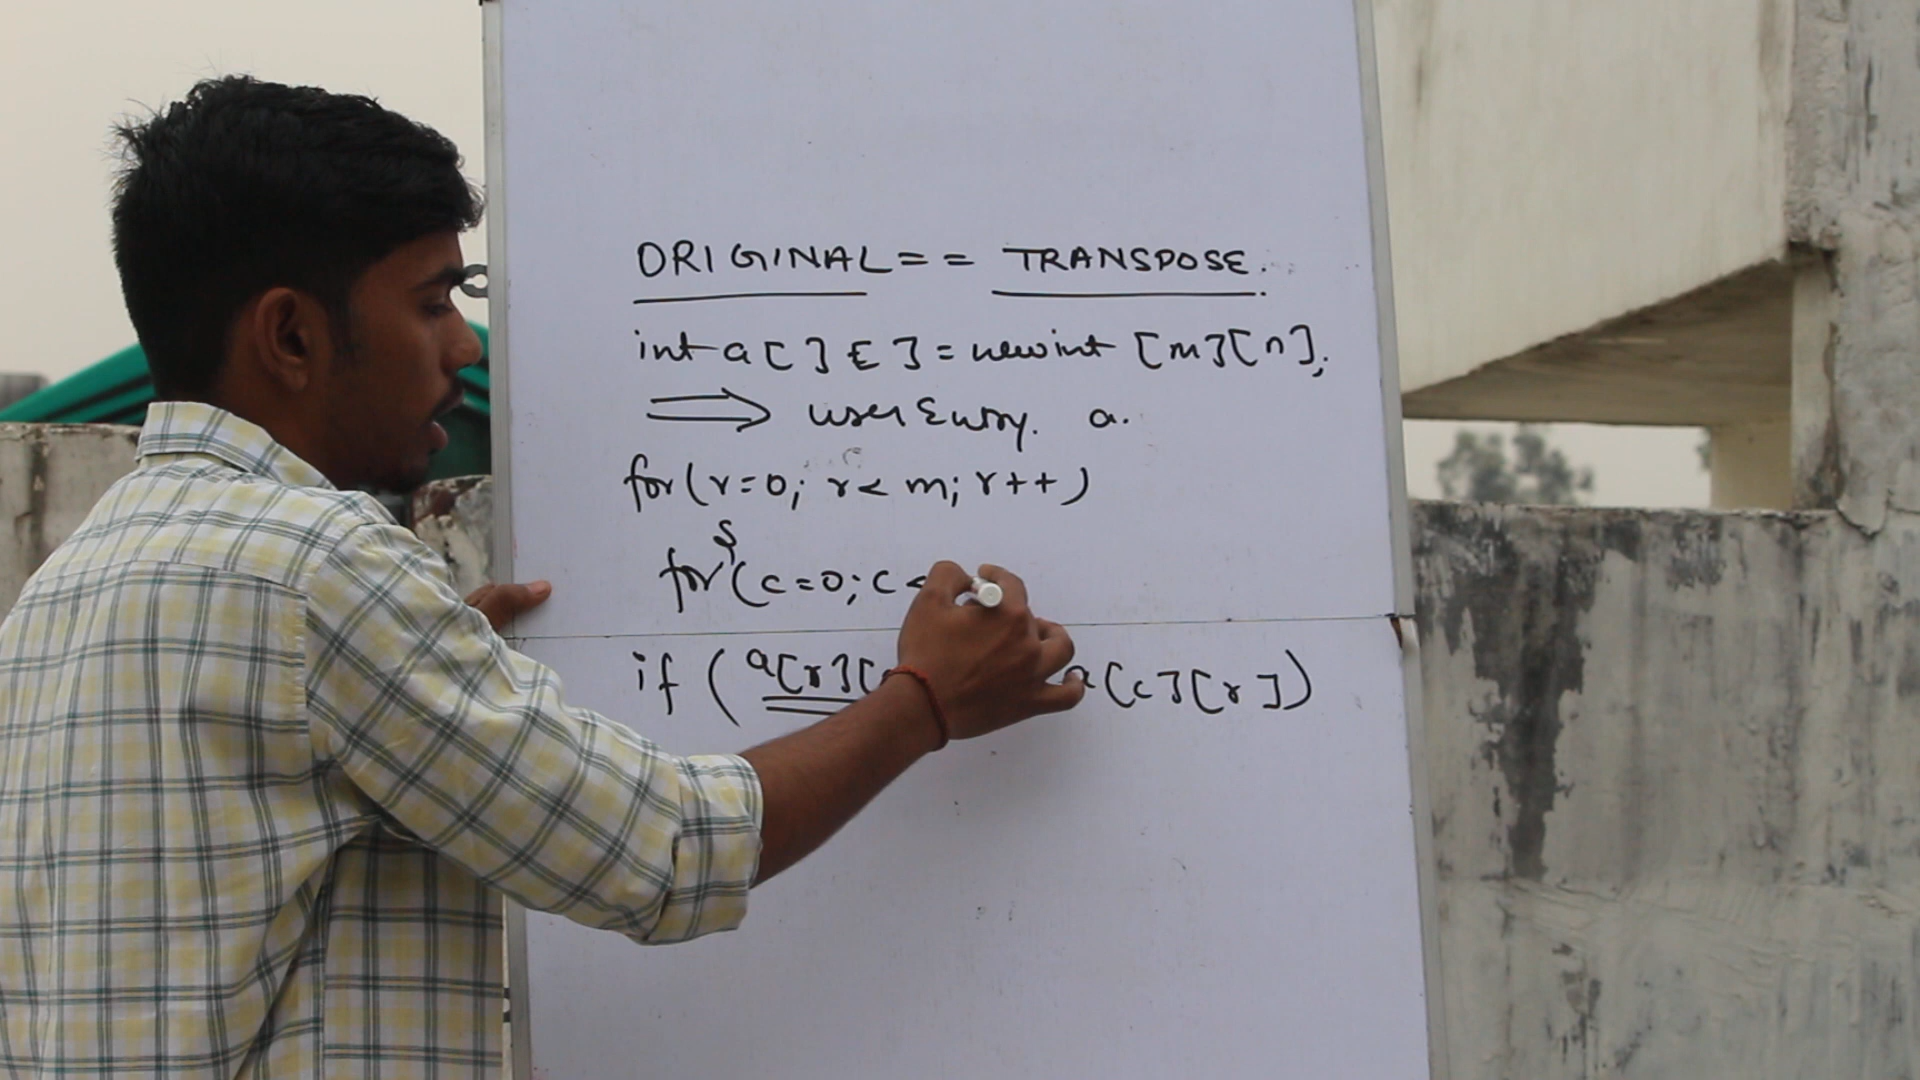 ORIGINAL == TRANSPOSE.
int a[][] = new int [m][n];
⇒ user Entry. a.
for(r=0; r< m; r++)
{
for(c=0; c<
if (a[r][ a[c][r])